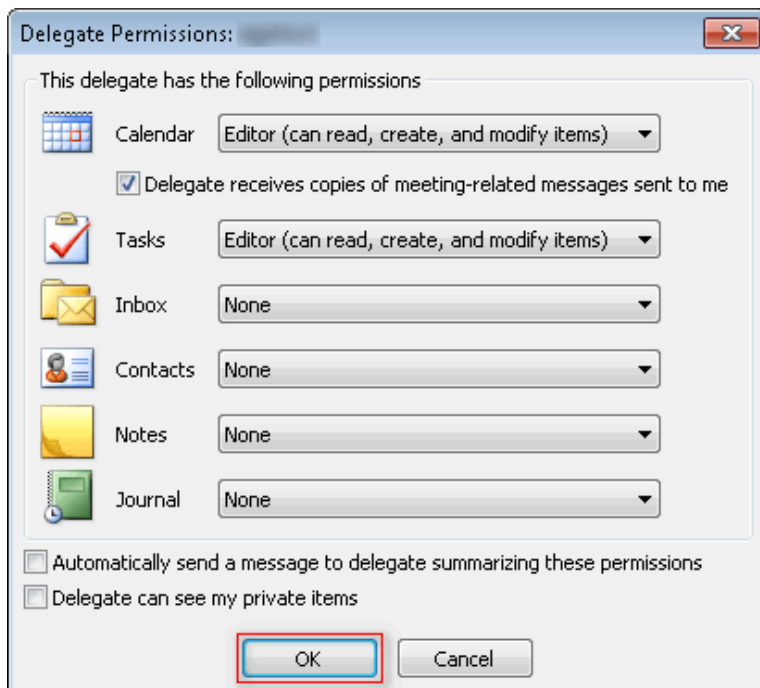 Delegate Permissions:
This delegate has the following permissions
Calendar Editor (can read, create, and modify items)
Delegate receives copies of meeting-related messages sent to me
Tasks Editor (can read, create, and modify items)
Inbox None
Contacts None
Notes None
Journal None
Automatically send a message to delegate summarizing these permissions
Delegate can see my private items
OK Cancel